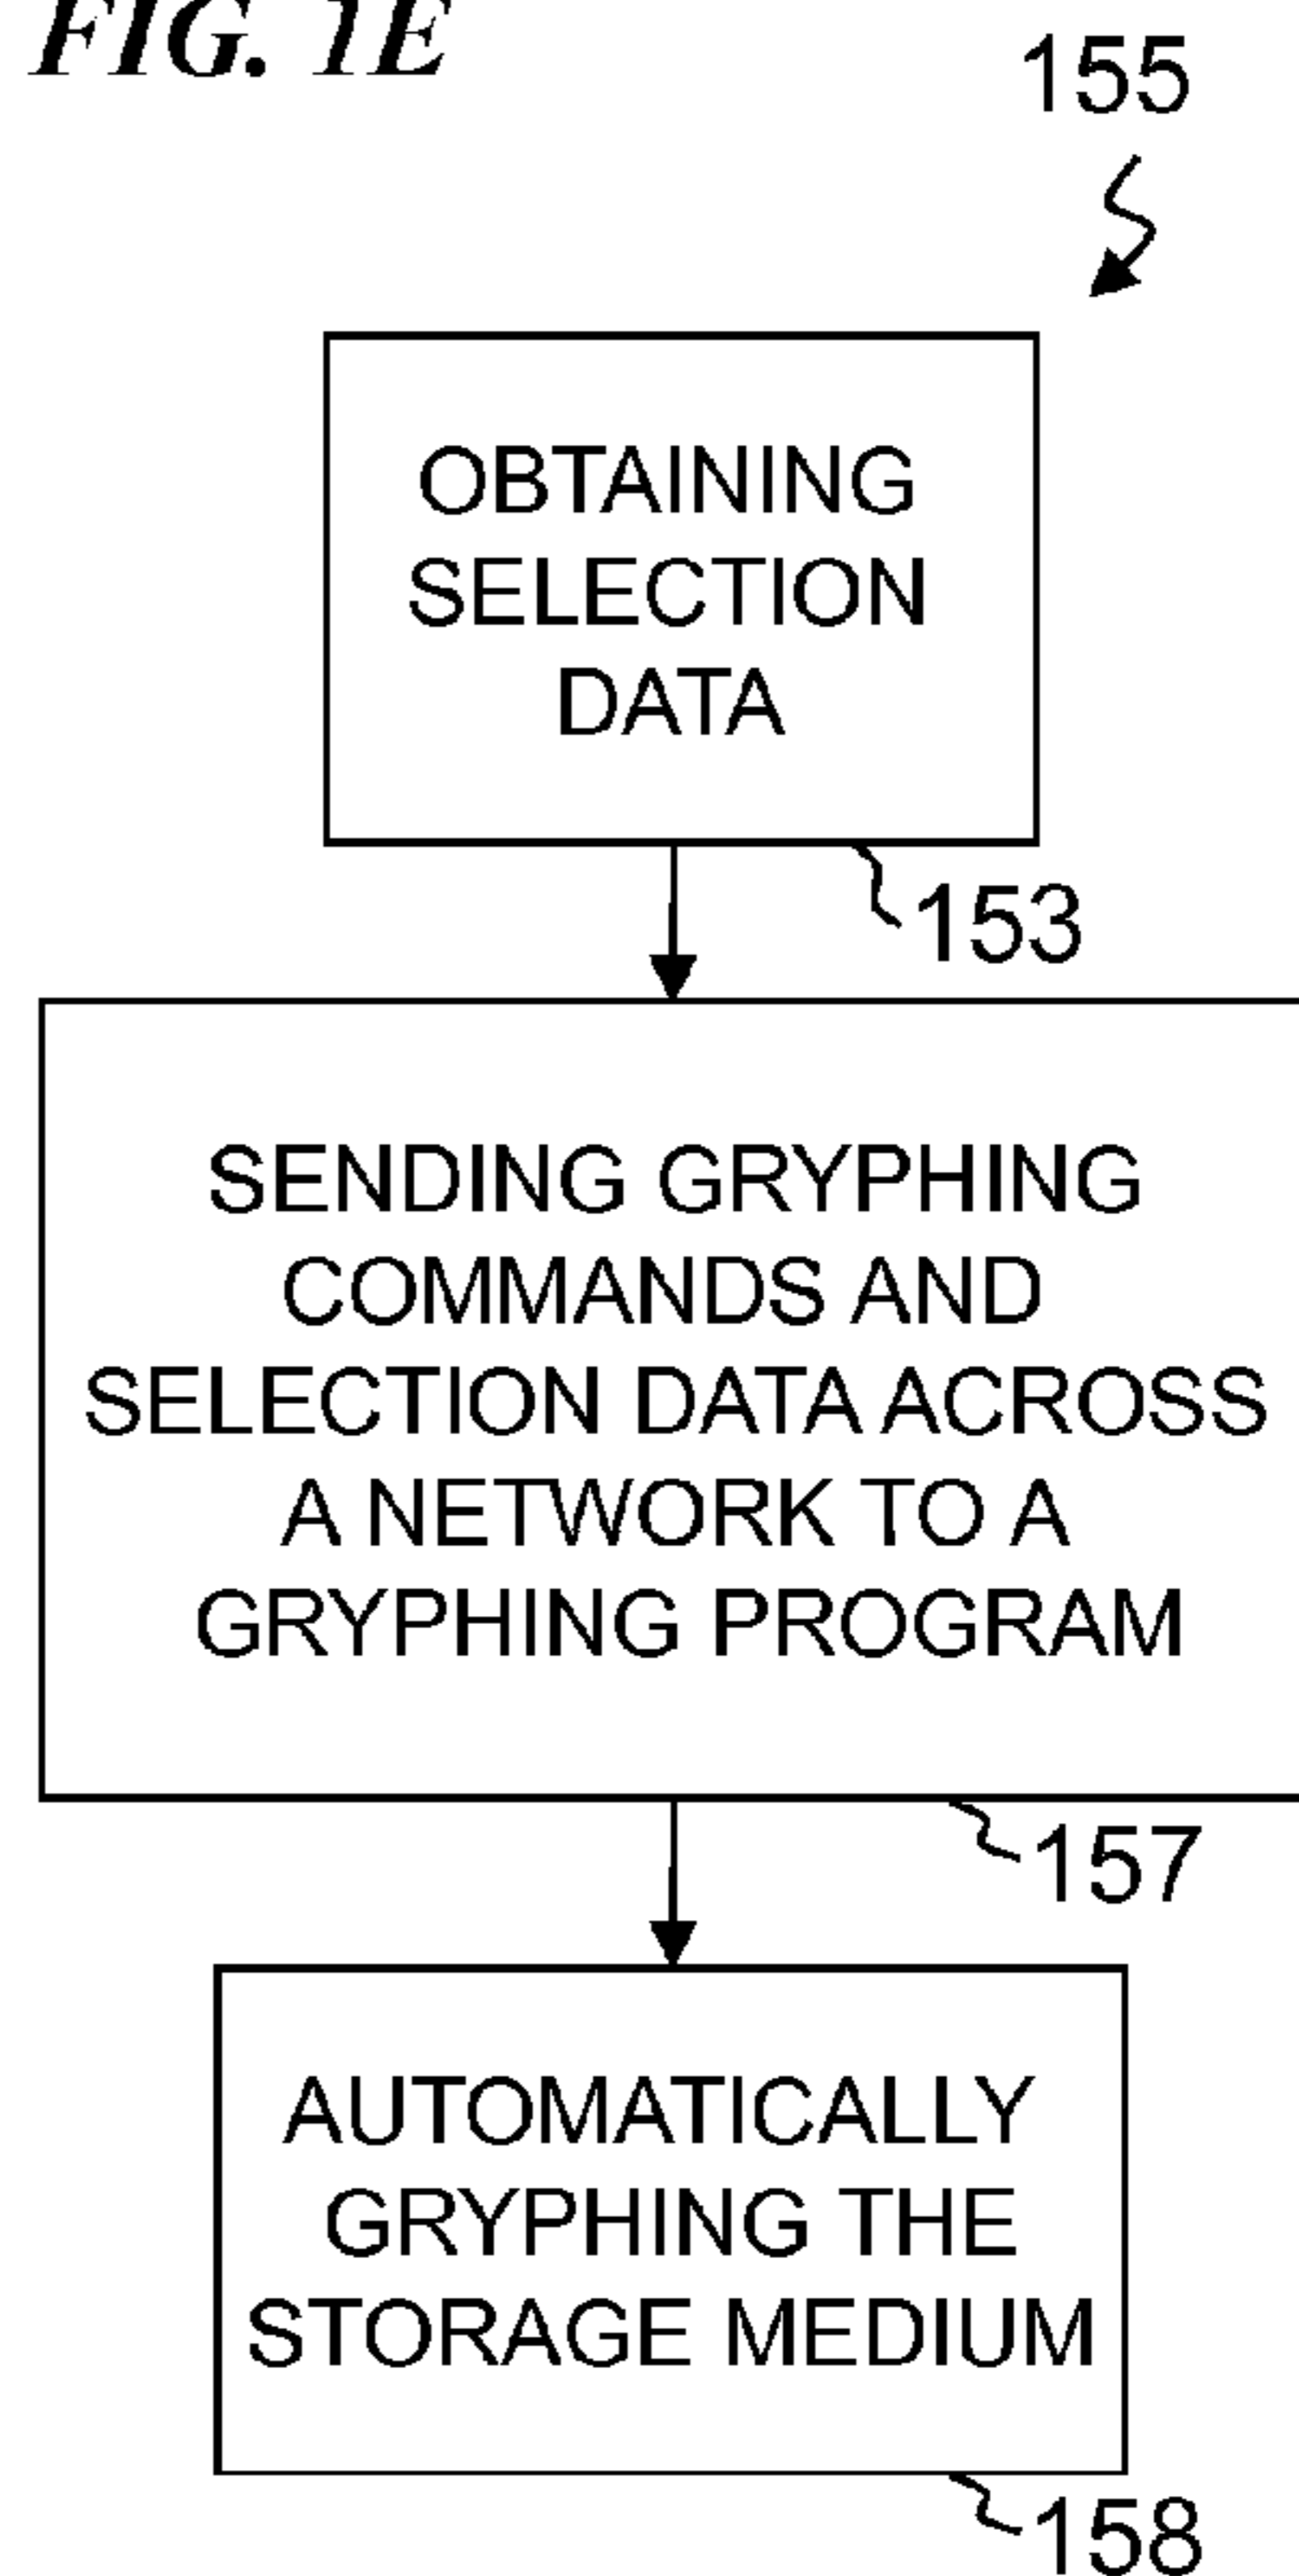 FIG. 1E
155
OBTAINING
SELECTION
DATA
153
SENDING GRYPHING
COMMANDS AND
SELECTION DATA ACROSS
A NETWORK TO A
GRYPHING PROGRAM
157
AUTOMATICALLY
GRYPHING THE
STORAGE MEDIUM
158